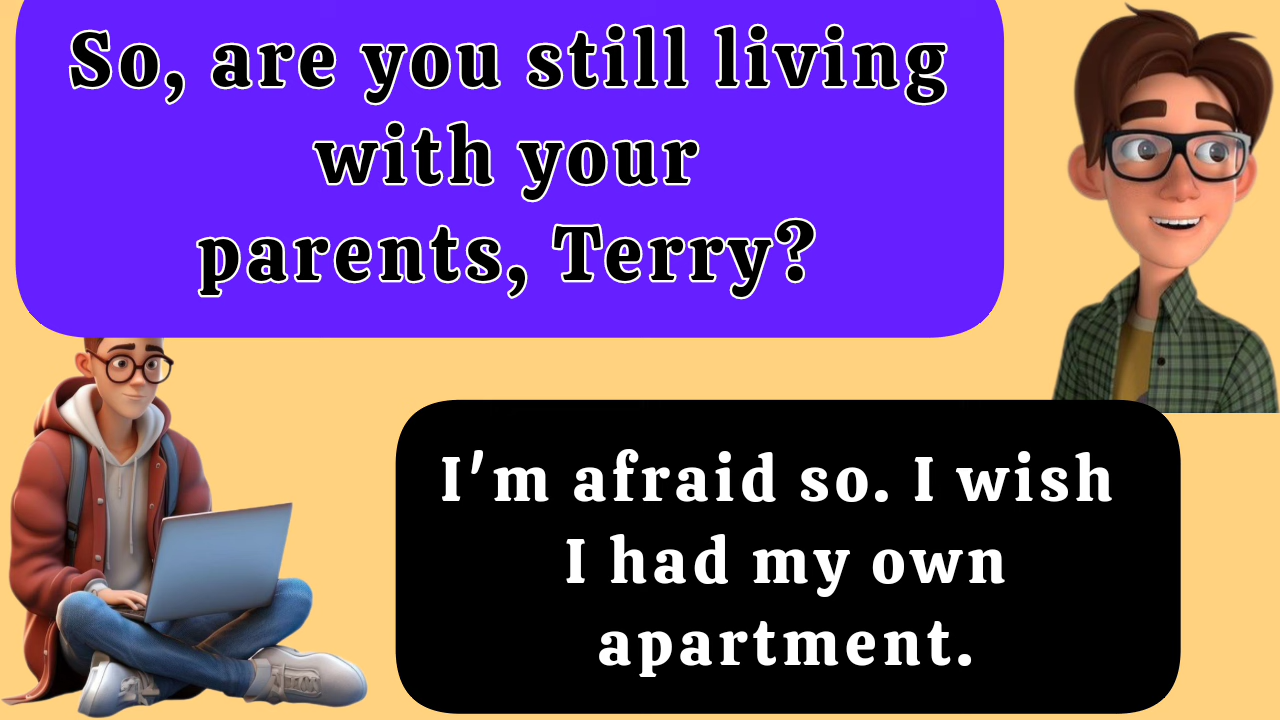 So, are you still living
with your
parents, Terry?
I'm afraid so. I wish
I had my own
apartment.